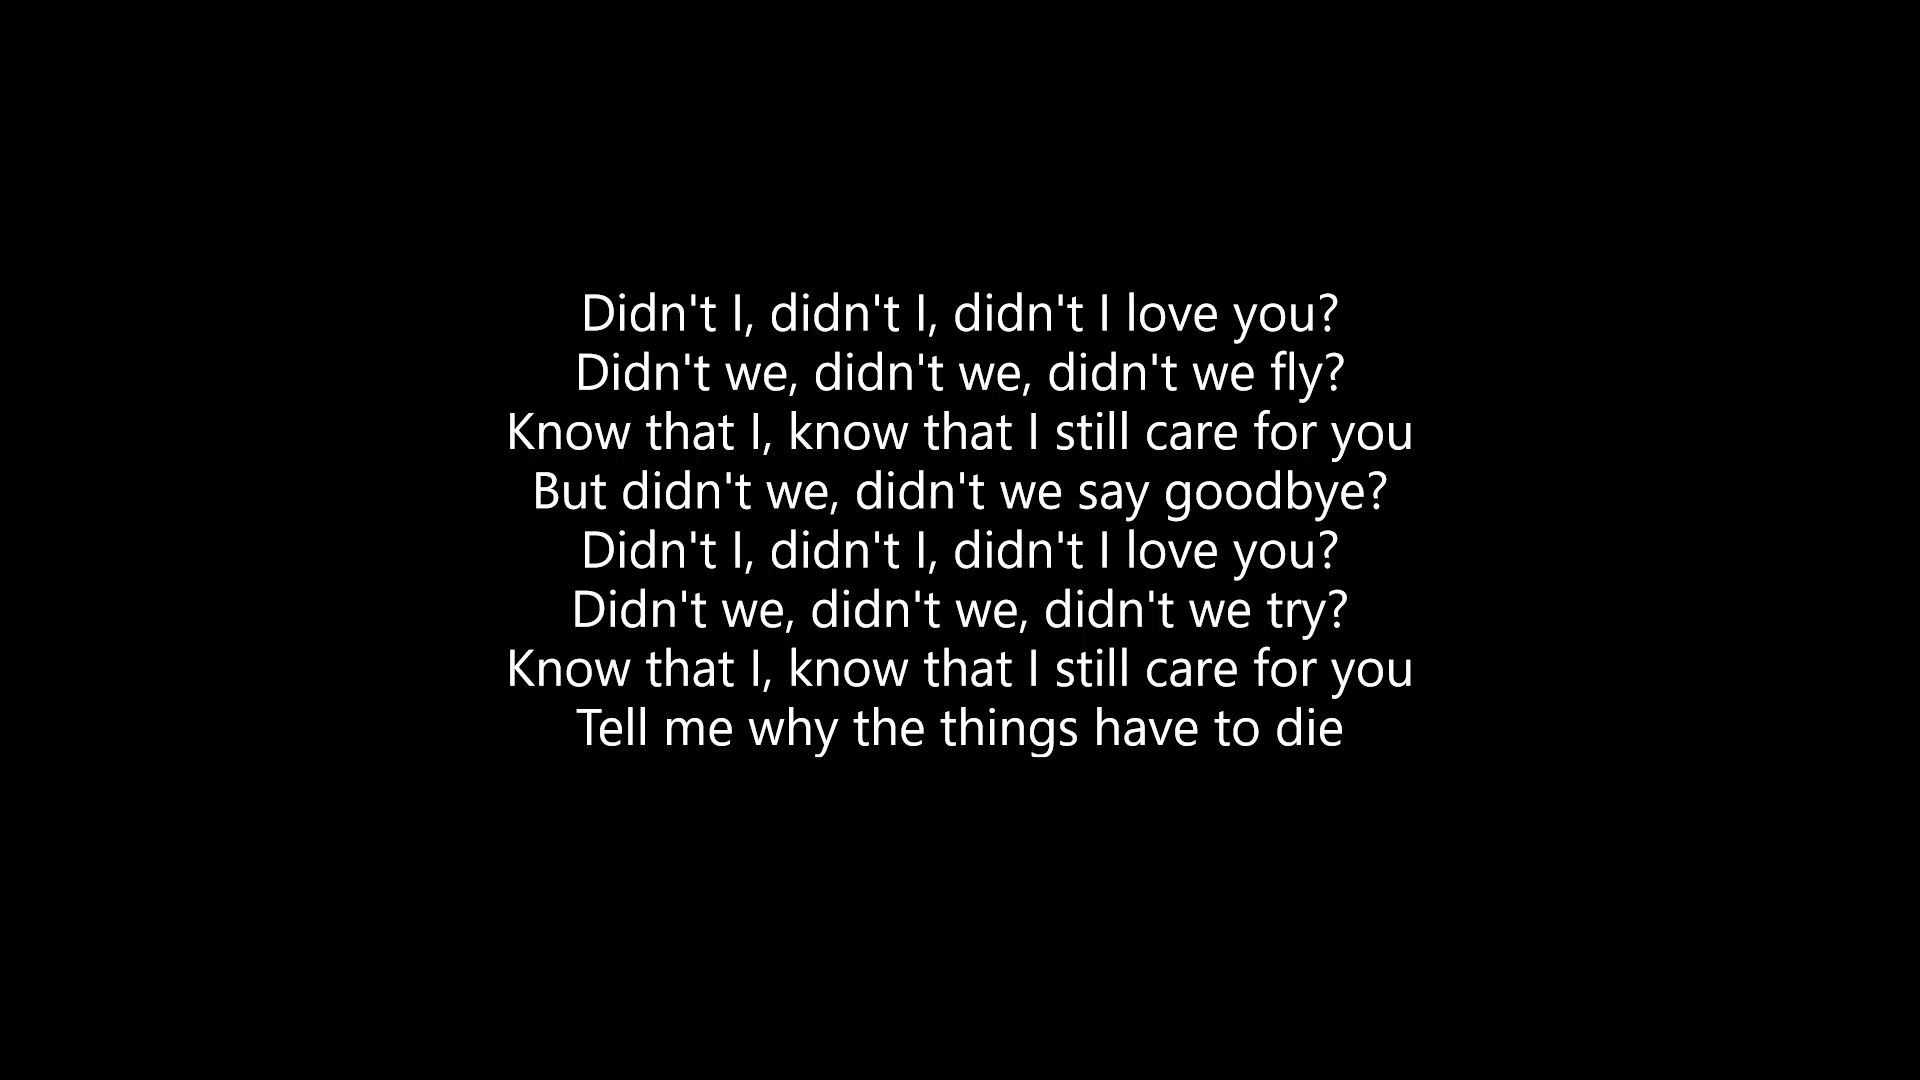 Didn't I, didn't I, didn't I love you?
Didn't we, didn't we, didn't we fly?
Know that I, know that I still care for you
But didn't we, didn't we say goodbye?
Didn't I, didn't I, didn't I love you?
Didn't we, didn't we, didn't we try?
Know that I, know that I still care for you
Tell me why the things have to die